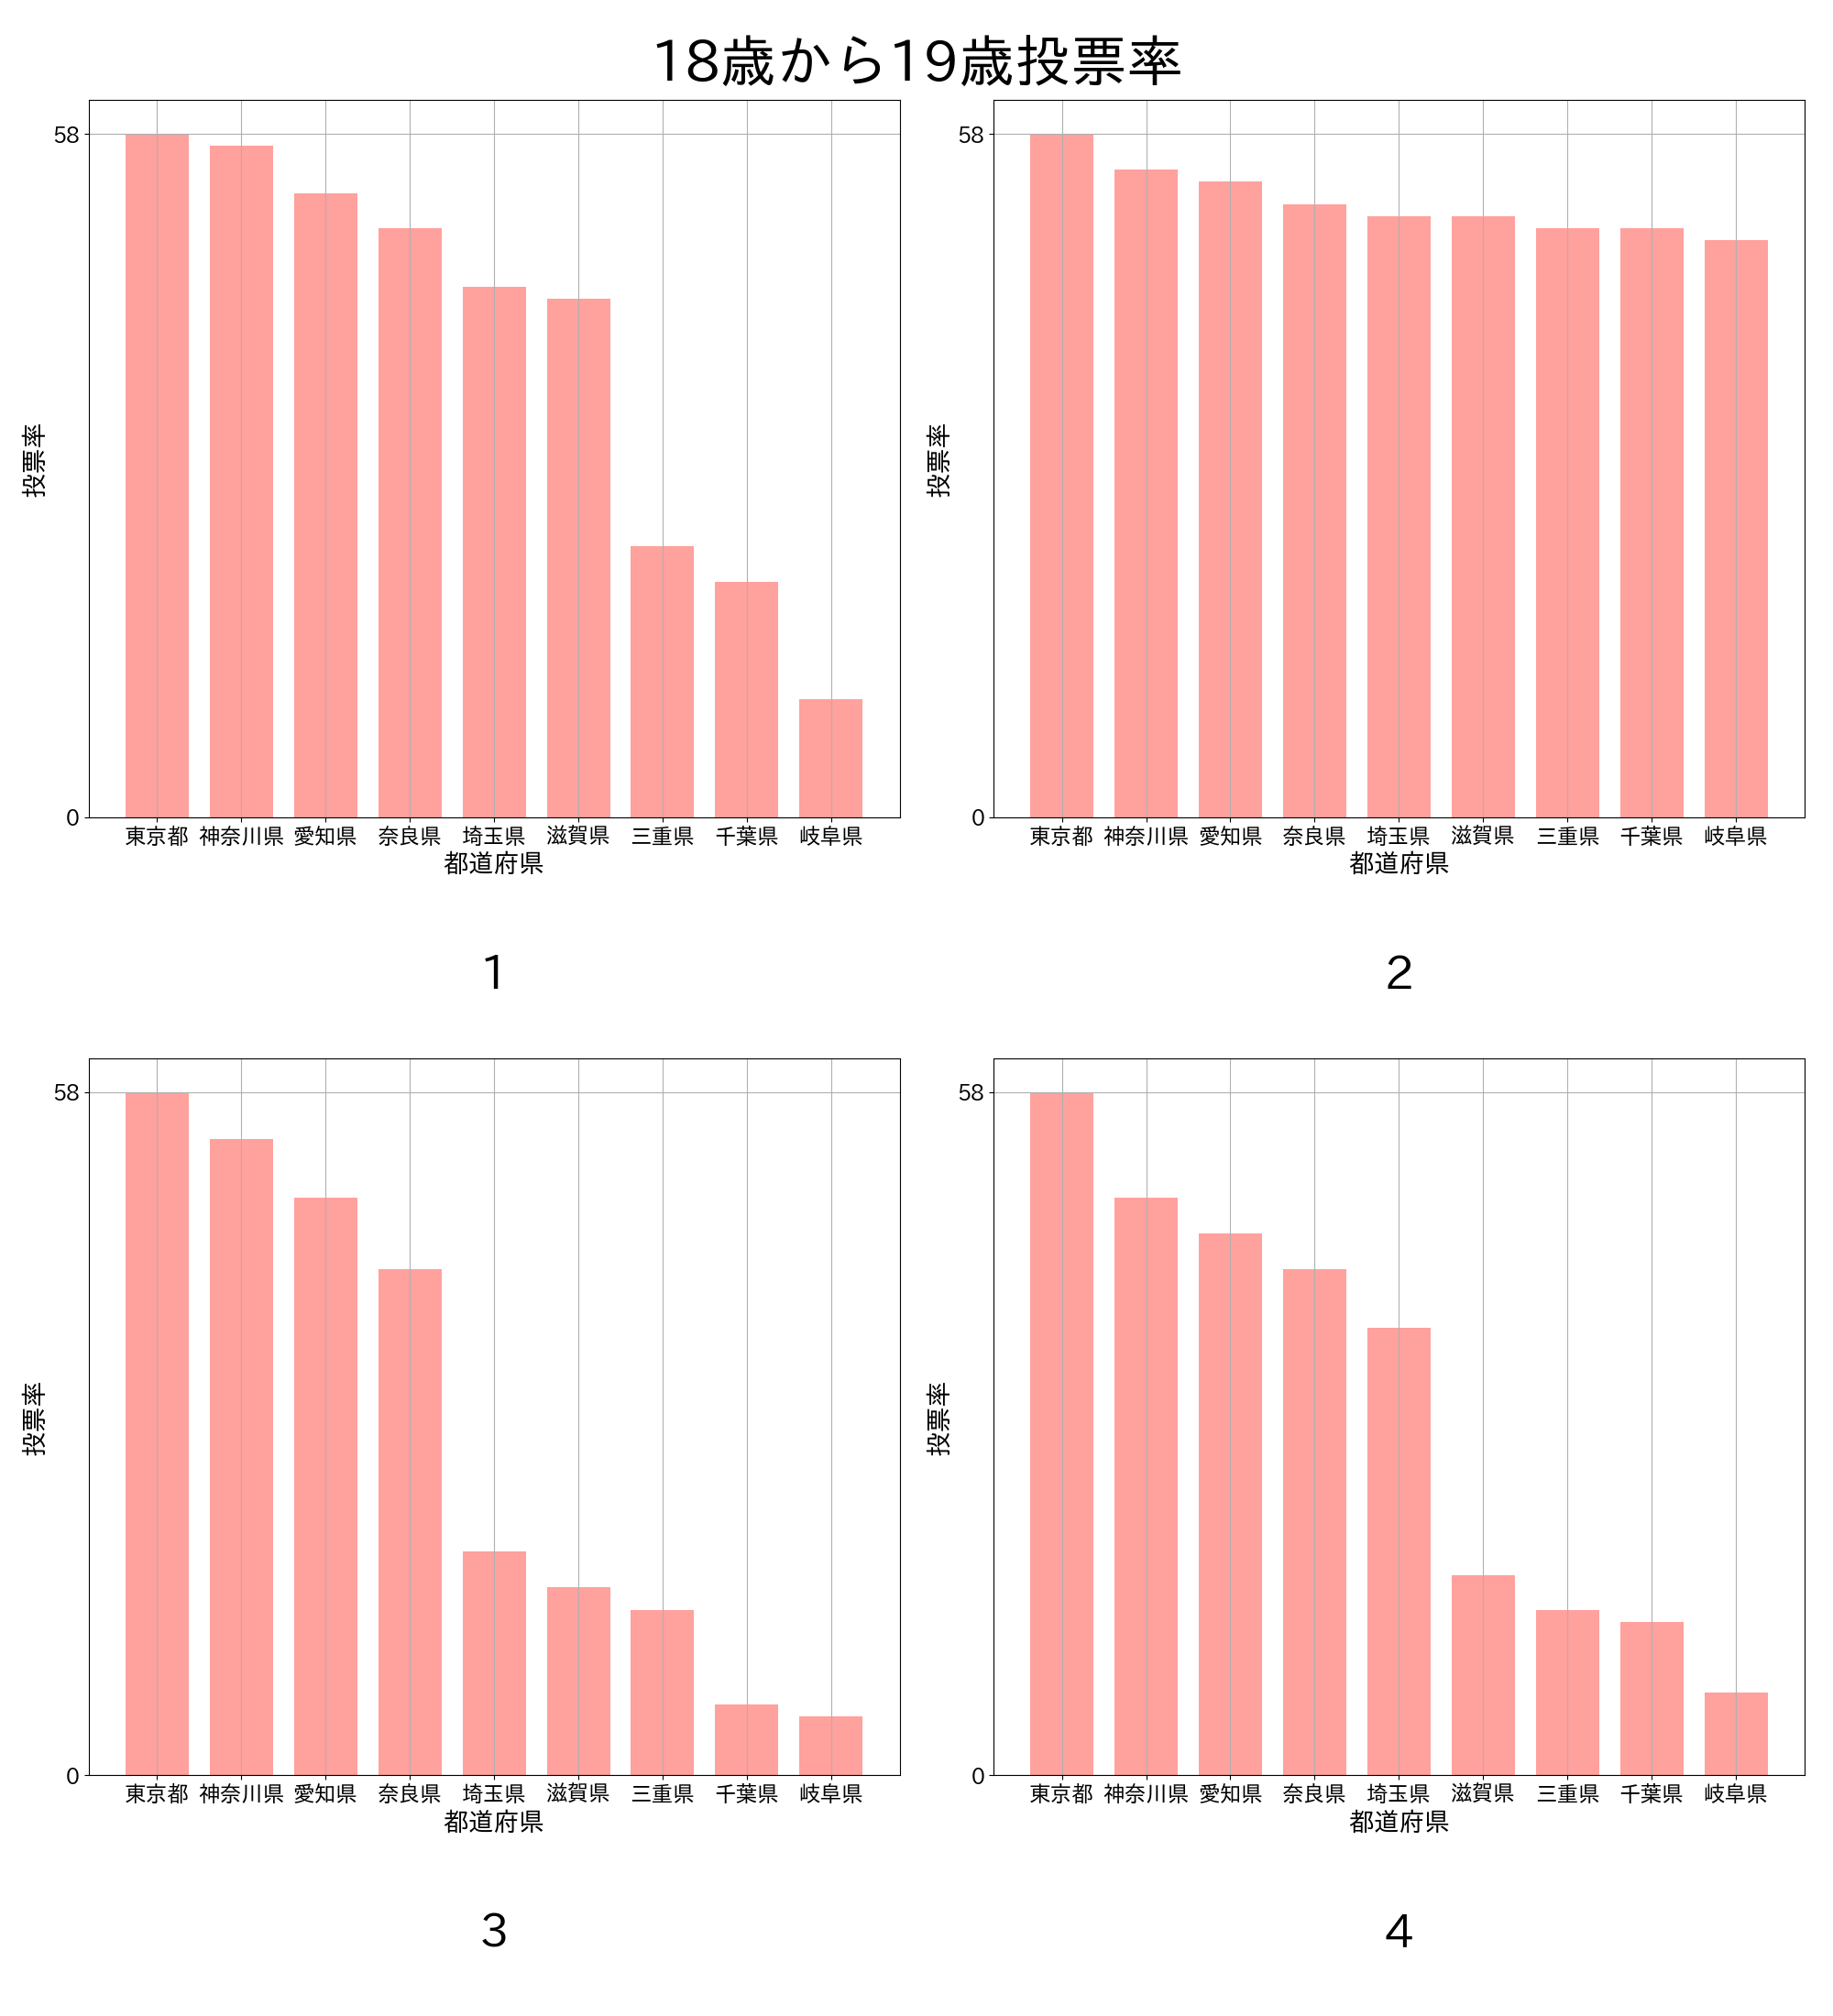 18歳から19歳投票率
58
0
投票率
東京都 神奈川県 愛知県 奈良県 埼玉県 滋賀県 三重県 千葉県 岐阜県
都道府県
1
58
0
投票率
東京都 神奈川県 愛知県 奈良県 埼玉県 滋賀県 三重県 千葉県 岐阜県
都道府県
2
58
0
投票率
東京都 神奈川県 愛知県 奈良県 埼玉県 滋賀県 三重県 千葉県 岐阜県
都道府県
3
58
0
投票率
東京都 神奈川県 愛知県 奈良県 埼玉県 滋賀県 三重県 千葉県 岐阜県
都道府県
4